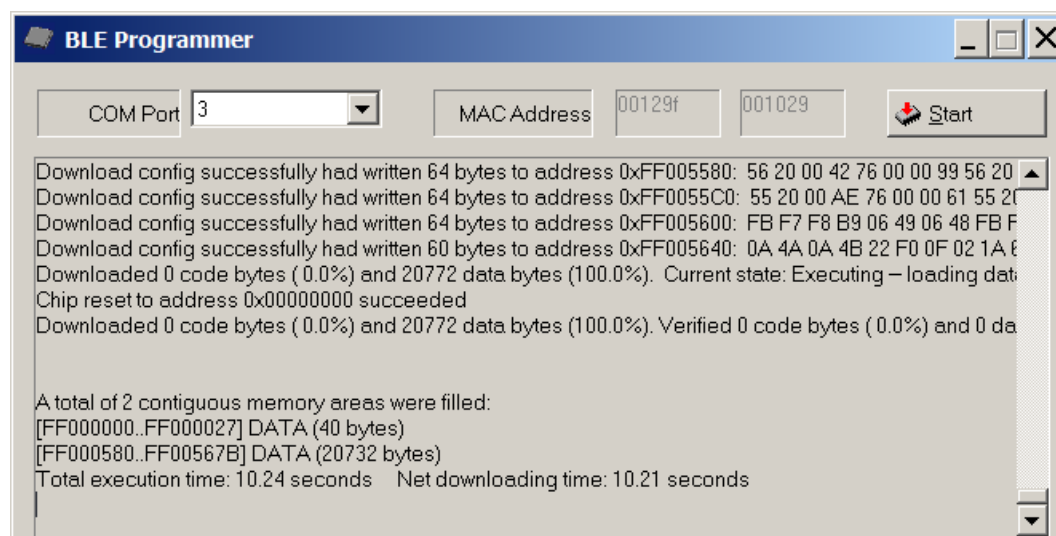 BLE Programmer
COM Port 3 MAC Address 00129f 001029 Start
Download config successfully had written 64 bytes to address 0xFF005580: 56 20 00 42 76 00 00 99 56 20
Download config successfully had written 64 bytes to address 0xFF0055C0: 55 20 00 AE 76 00 00 61 55
Download config successfully had written 64 bytes to address 0xFF005600: FB F7 F8 B9 06 49 06 48 FB
Download config successfully had written 60 bytes to address 0xFF005640: 0A 4A 0A 4B 22 F0 0F 02 1A
Downloaded 0 code bytes ( 0.0%) and 20772 data bytes (100.0%). Current state: Executing – loading data
Chip reset to address 0x00000000 succeeded
Downloaded 0 code bytes ( 0.0%) and 20772 data bytes (100.0%). Verified 0 code bytes ( 0.0%) and 0 da
A total of 2 contiguous memory areas were filled:
[FF000000..FF000027] DATA (40 bytes)
[FF000580..FF00567B] DATA (20732 bytes)
Total execution time: 10.24 seconds Net downloading time: 10.21 seconds